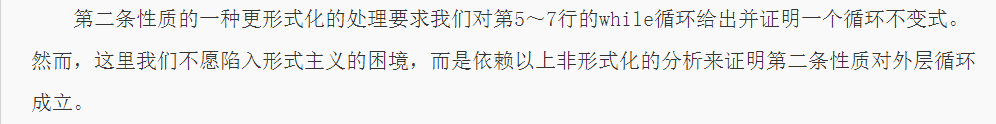 第二条性质的一种更形式化的处理要求我们对第5～7行的while循环给出并证明一个循环不变式。
然而，这里我们不愿陷入形式主义的困境，而是依赖以上非形式化的分析来证明第二条性质对外层循环
成立。